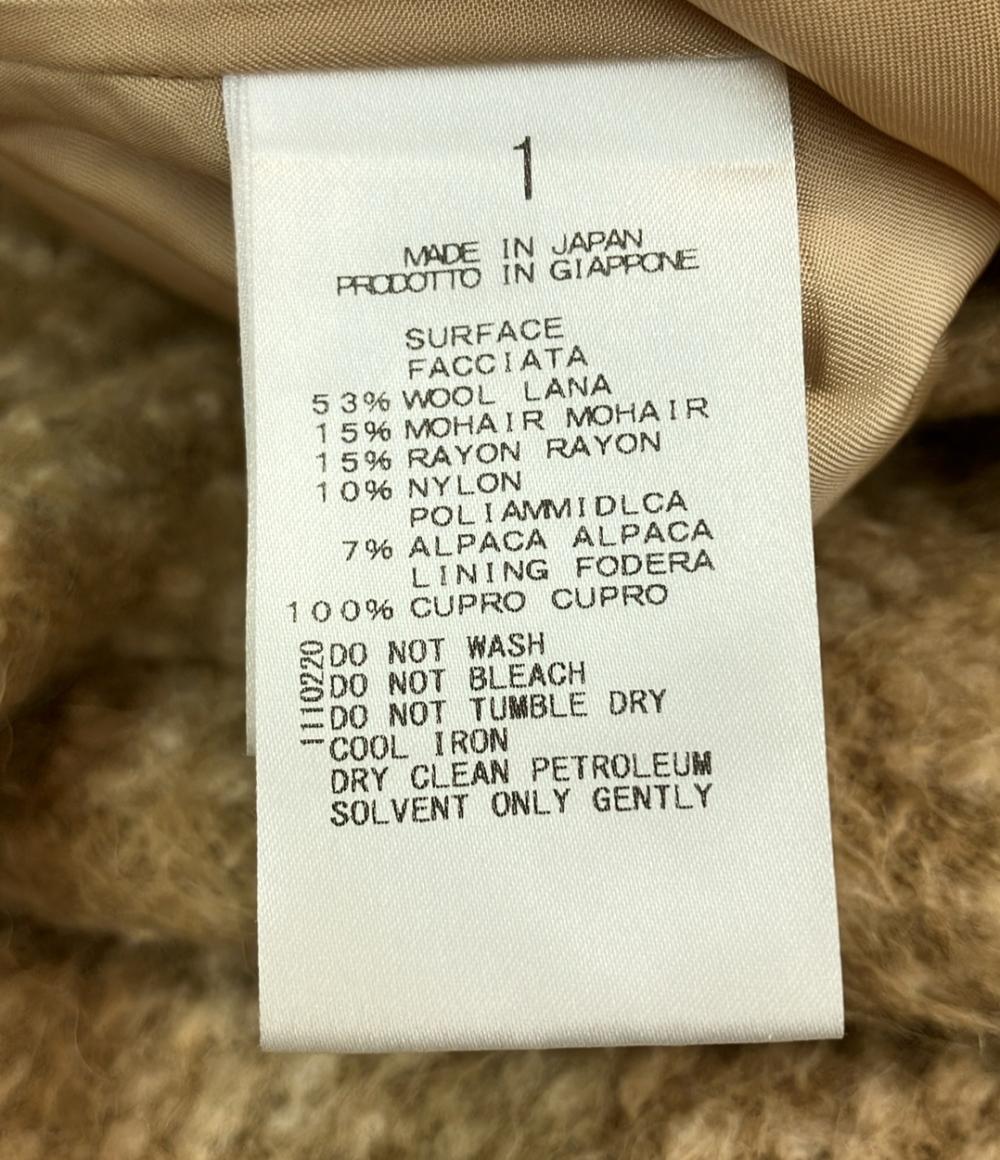 1
MADE IN JAPAN
PRODOTTO IN GIAPPONE
SURFACE
FACCIATA
53% WOOL LANA
15% MOHAIR MOHAIR
15% RAYON RAYON
10% NYLON
POLIAMMIDLCA
7% ALPACA ALPACA
LINING FODERA
100% CUPRO CUPRO
1110220
DO NOT WASH
DO NOT BLEACH
DO NOT TUMBLE DRY
COOL IRON
DRY CLEAN PETROLEUM
SOLVENT ONLY GENTLY